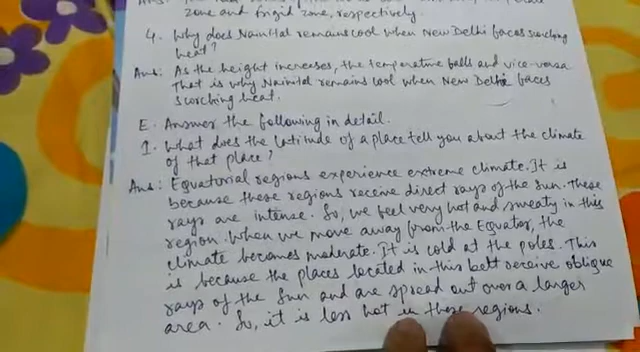 zone and frigid zone, respectively.
4. Why does Nainital remains cool when New Delhi faces scorching
heat?
Ans: As the height increases, the temperature falls and vice-versa
That is why Nainital remains cool when New Delhi faces
scorching heat.
E. Answer the following in detail.
1. What does the latitude of a place tell you about the climate
of that place?
Ans: Equatorial regions experience extreme climate. It is
because these regions receive direct rays of the Sun. These
rays are intense. So, we feel very hot and sweaty in this
region. When we move away from the Equator, the
climate becomes moderate. It is cold at the poles. This
is because the places located in this belt receive oblique
rays of the Sun and are spread out over a larger
area. So, it is less hot in these regions.